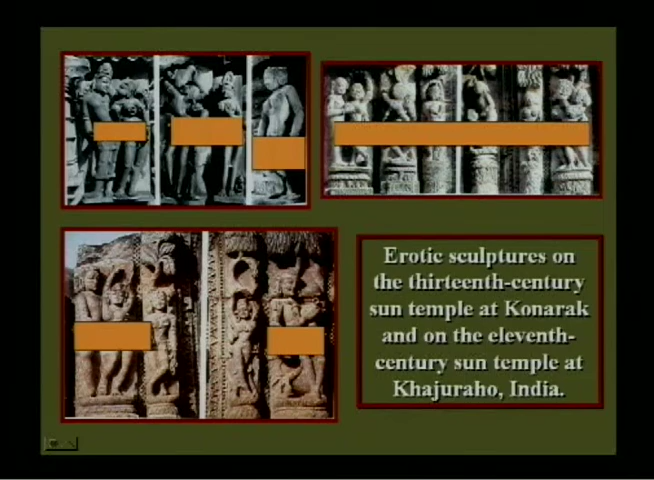 Erotic sculptures on
the thirteenth-century
sun temple at Konarak
and on the eleventh-
century sun temple at
Khajuraho, India.